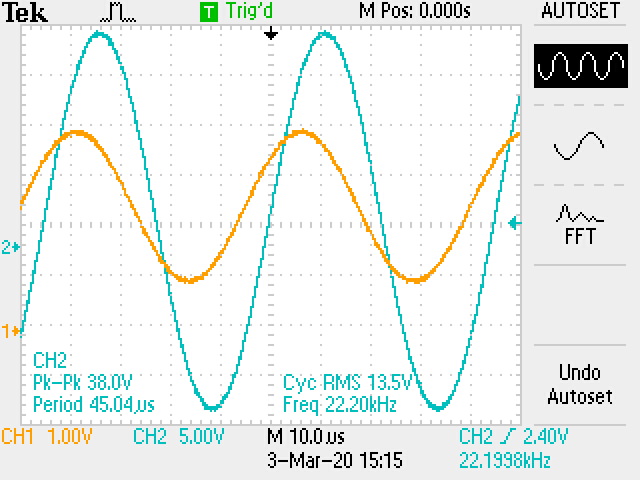 Tek T Trig'd M Pos: 0.000s AUTOSET
FFT
2
1
CH2
Pk-Pk 38.0V Cyc RMS 13.5V
Period 45.04µs Freq 22.20kHz
Undo
Autoset
CH1 1.00V CH2 5.00V M 10.0µs CH2 / 2.40V
3-Mar-20 15:15 22.1998kHz